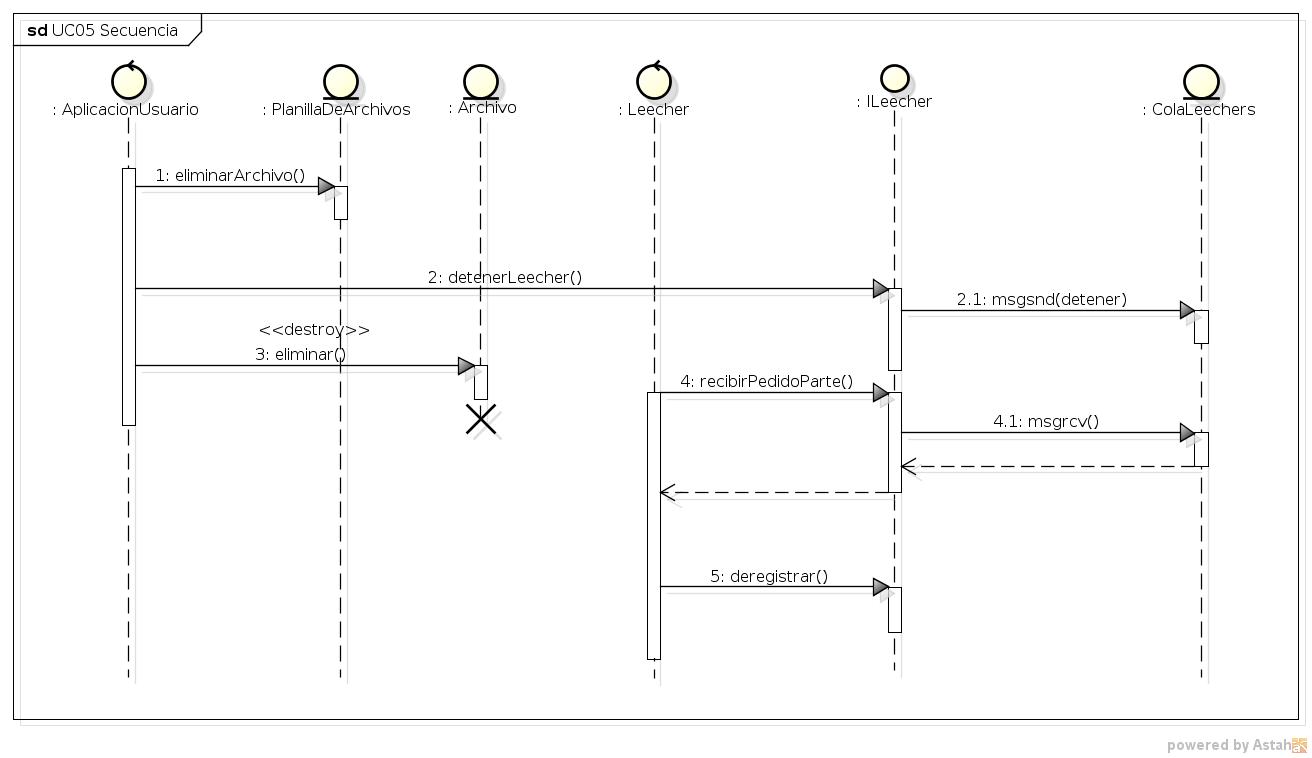 sd UC05 Secuencia
: AplicacionUsuario
: PlanillaDeArchivos
: Archivo
: Leecher
: ILeecher
: ColaLeechers
1: eliminarArchivo()
2: detenerLeecher()
2.1: msgsnd(detener)
<<destroy>>
3: eliminar()
4: recibirPedidoParte()
4.1: msgrcv()
5: deregistrar()
powered by Astah